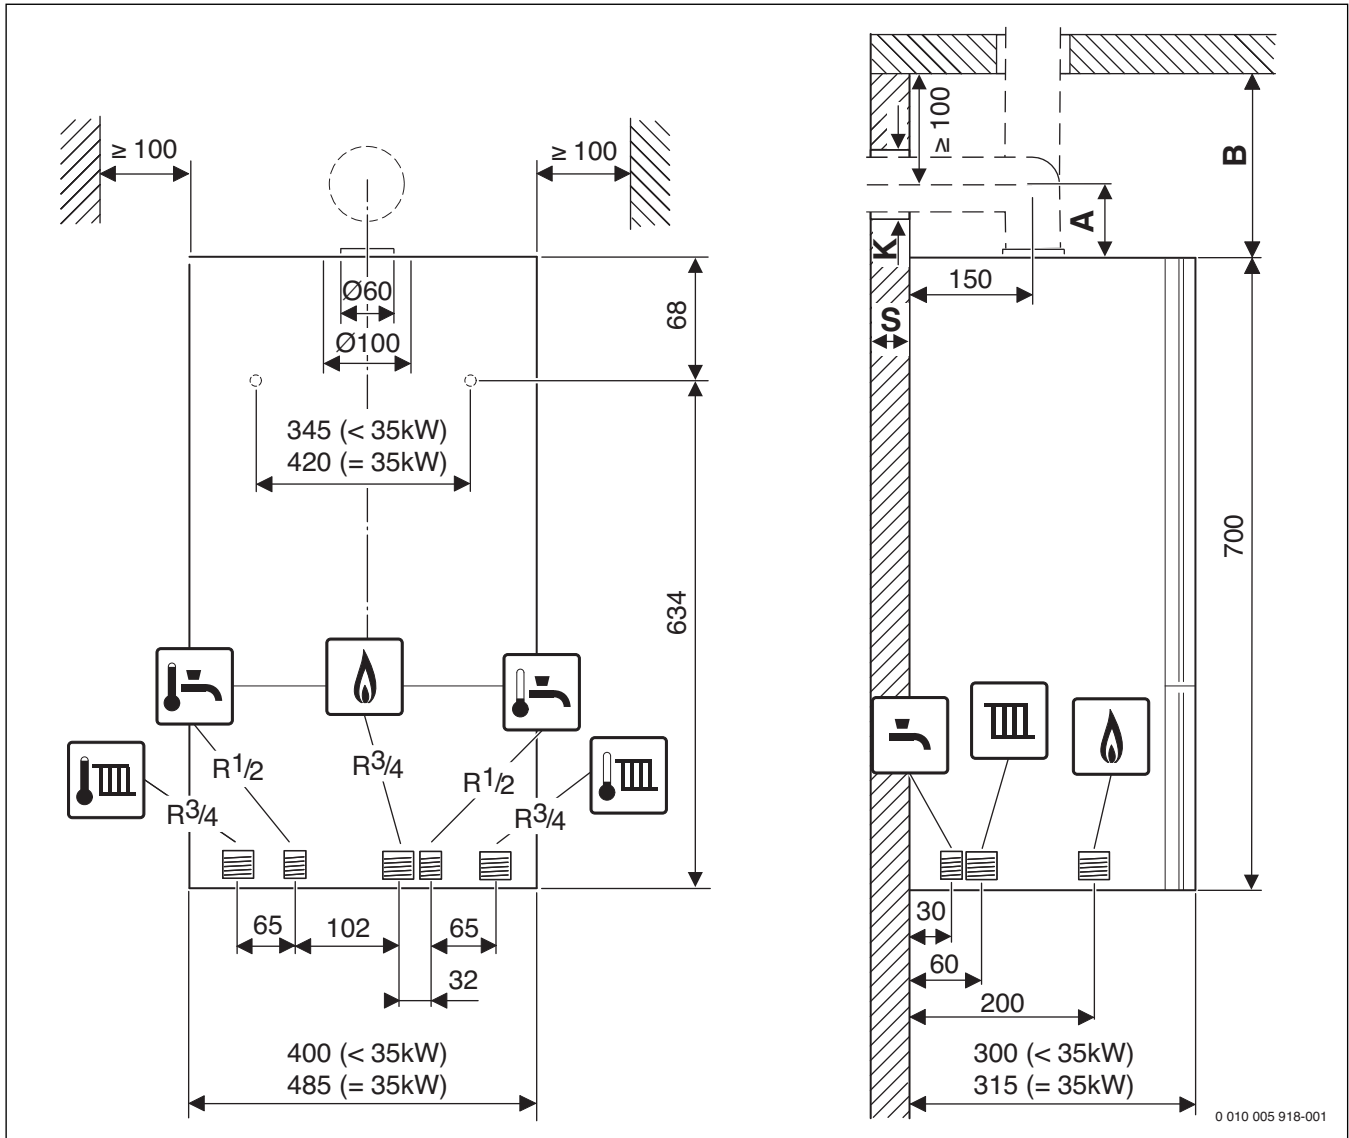 ≥ 100
≥ 100
Ø60
Ø100
68
345 (< 35kW)
420 (= 35kW)
634
R1/2
R3/4
R1/2
R3/4
R3/4
65
102
65
32
400 (< 35kW)
485 (= 35kW)
≥ 100
B
A
K
150
S
700
30
60
200
300 (< 35kW)
315 (= 35kW)
0 010 005 918-001